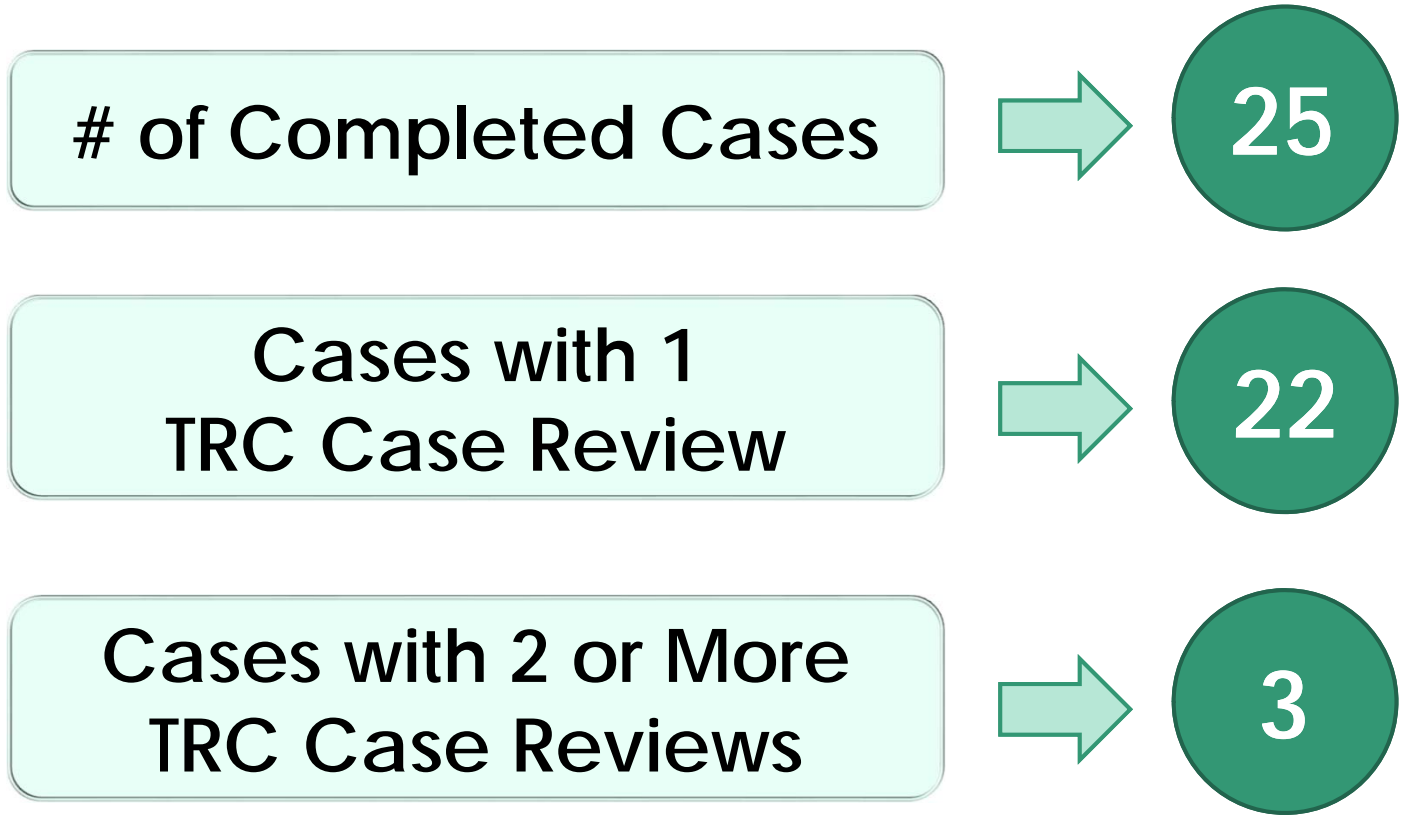 # of Completed Cases
25
Cases with 1
TRC Case Review
22
Cases with 2 or More
TRC Case Reviews
3